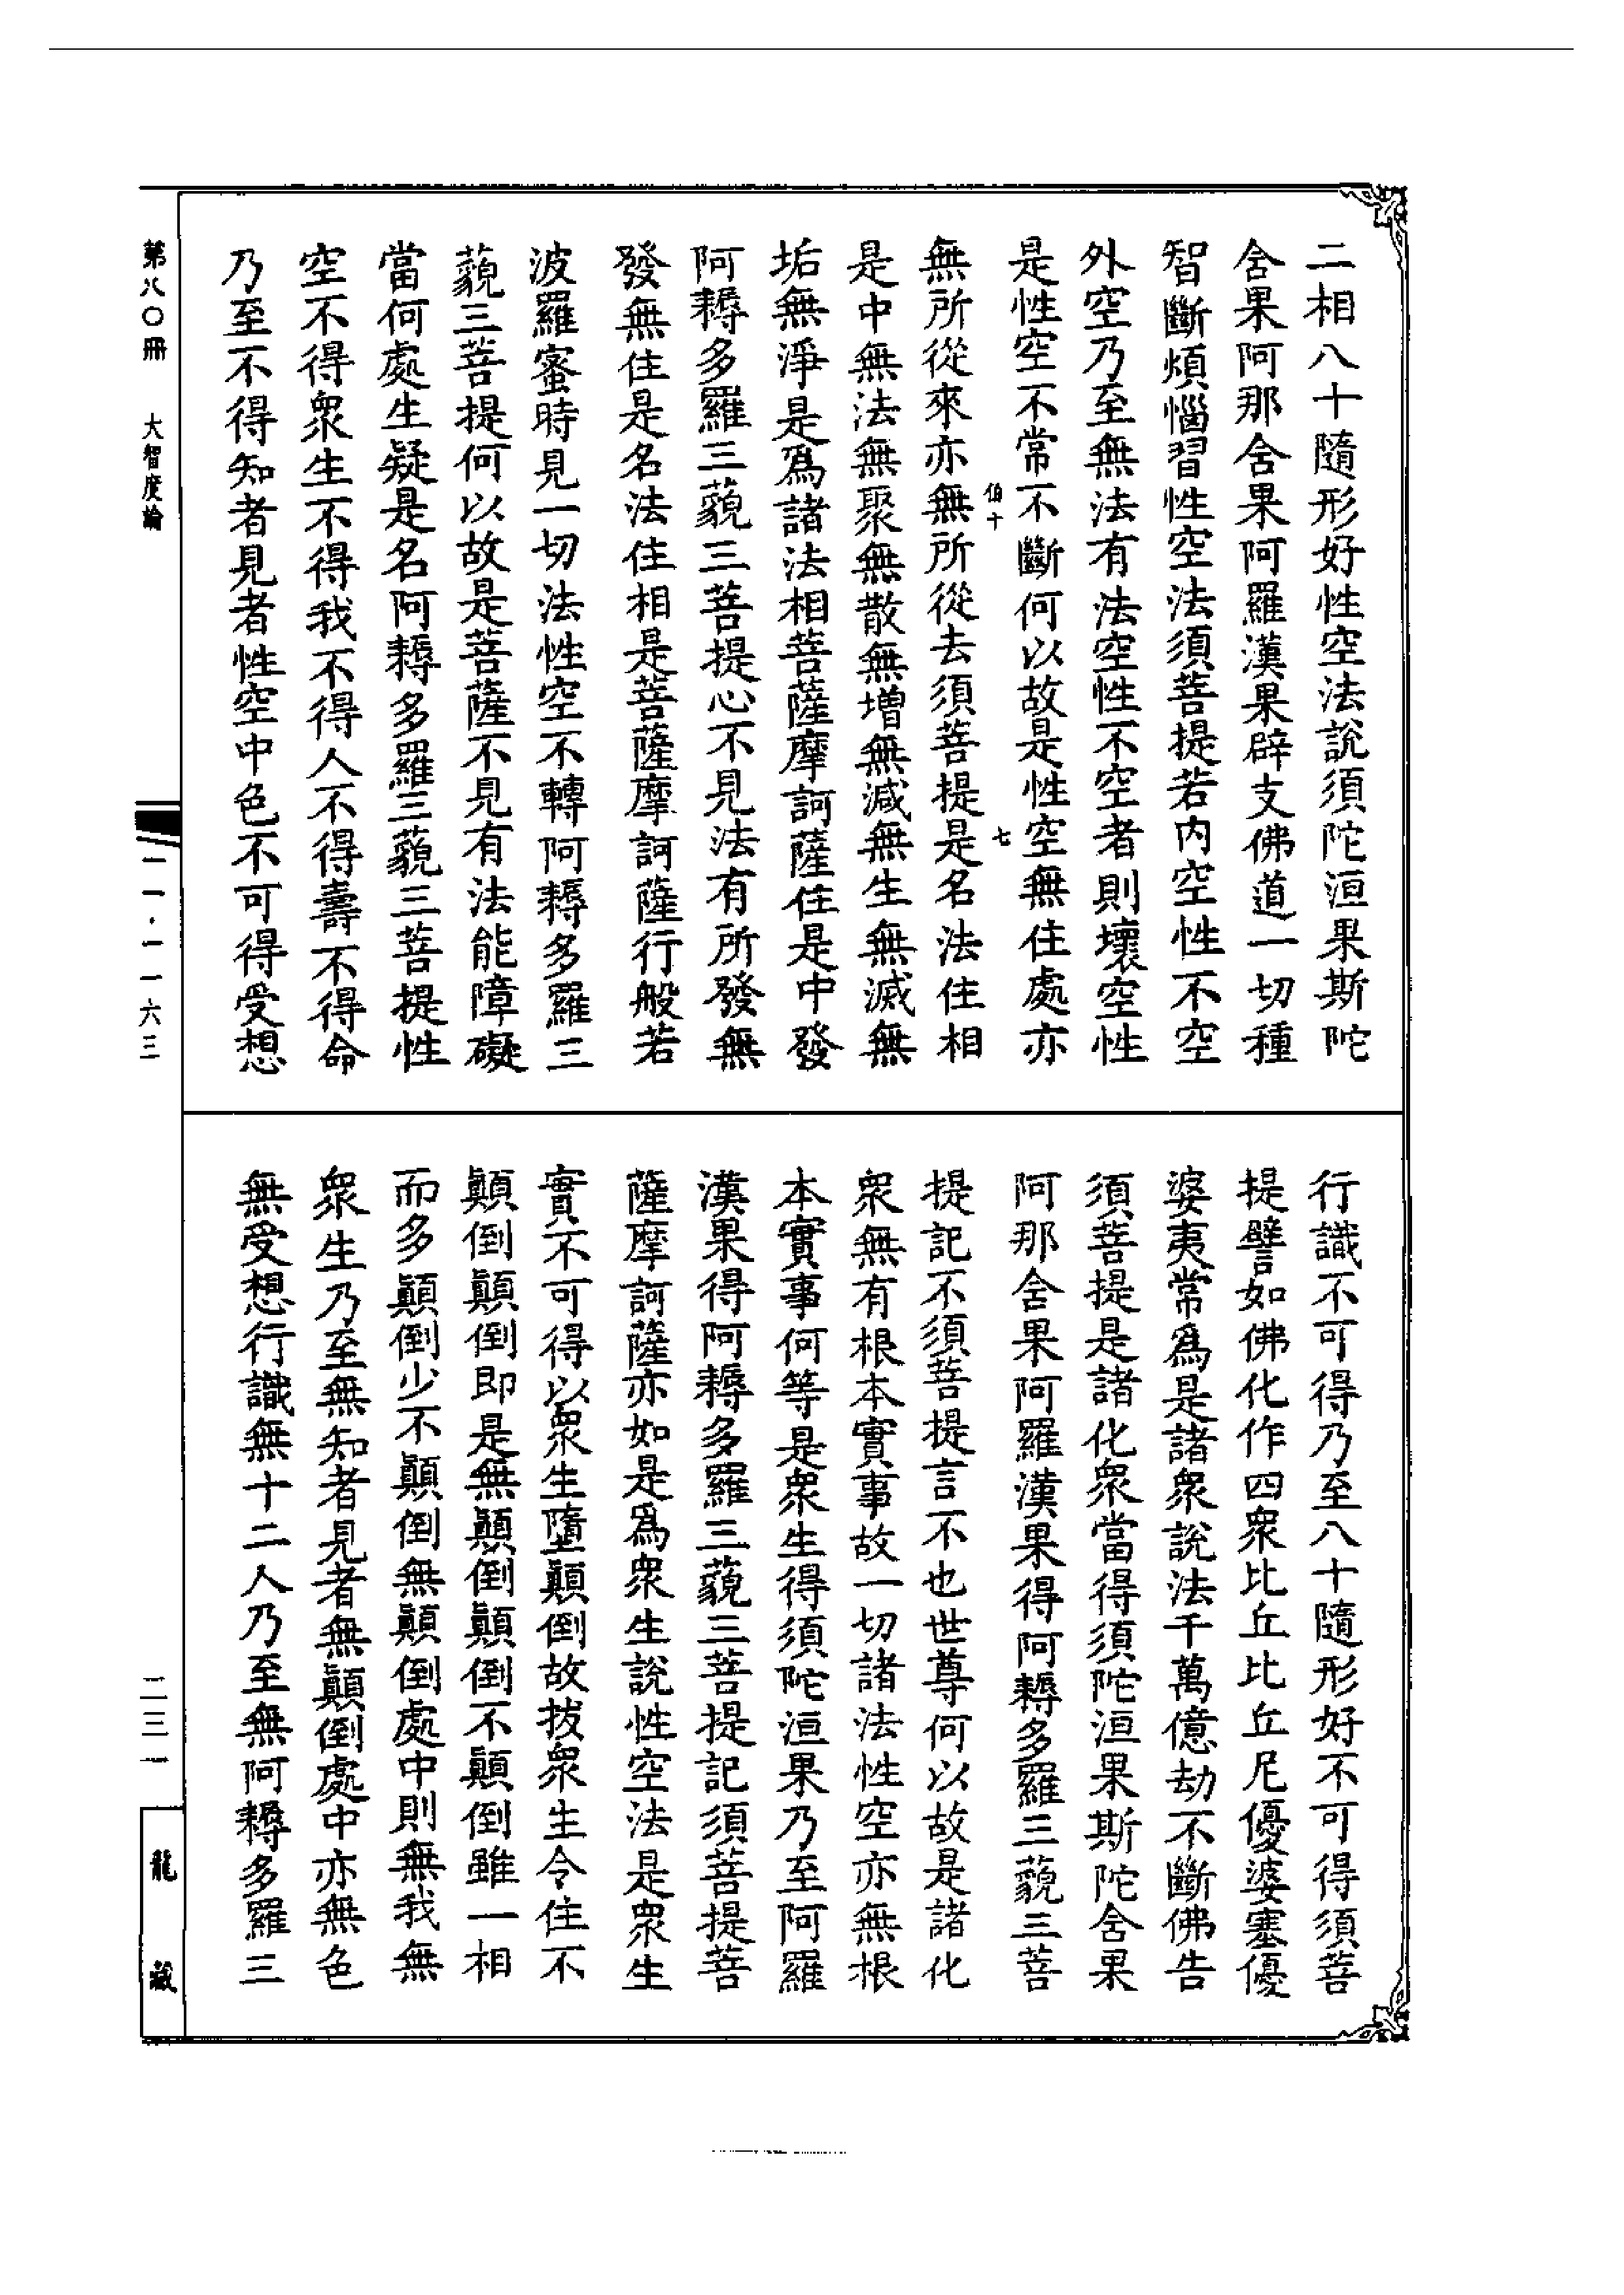 二相八十隨形好性空法說須陀洹果斯陀
含果阿那含果阿羅漢果辟支佛道一切種
智斷煩惱習性空法須菩提若內空性不空
外空乃至無法有法空性不空者則壞空性
是性空不常不斷何以故是性空無住處亦
無所從來亦無所從去須菩提是名法住相
伯十
七
是中無法無聚無散無增無減無生無滅無
垢無淨是為諸法相菩薩摩訶薩住是中發
阿耨多羅三藐三菩提心不見法有所發無
發無住是名法住相是菩薩摩訶薩行般若
波羅蜜時見一切法性空不轉阿耨多羅三
藐三菩提何以故是菩薩不見有法能障礙
當何處生疑是名阿耨多羅三藐三菩提性
空不得眾生不得我不得人不得壽不得命
乃至不得知者見者性空中色不可得受想
行識不可得乃至八十隨形好不可得須菩
提譬如佛化作四眾比丘比丘尼優婆塞優
婆夷常為是諸眾說法千萬億劫不斷佛告
須菩提是諸化眾當得須陀洹果斯陀含果
阿那含果阿羅漢果得阿耨多羅三藐三菩
提記不須菩提言不也世尊何以故是諸化
眾無有根本實事故一切諸法性空亦無根
本實事何等是眾生得須陀洹果乃至阿羅
漢果得阿耨多羅三藐三菩提記須菩提菩
薩摩訶薩亦如是為眾生說性空法是眾生
實不可得以眾生墮顛倒故拔眾生令住不
顛倒顛倒即是無顛倒顛倒不顛倒雖一相
而多顛倒少不顛倒無顛倒處中則無我無
眾生乃至無知者見者無顛倒處中亦無色
無受想行識無十二人乃至無阿耨多羅三
第八〇冊 大智度論
一一·一一六三
二三一
龍藏